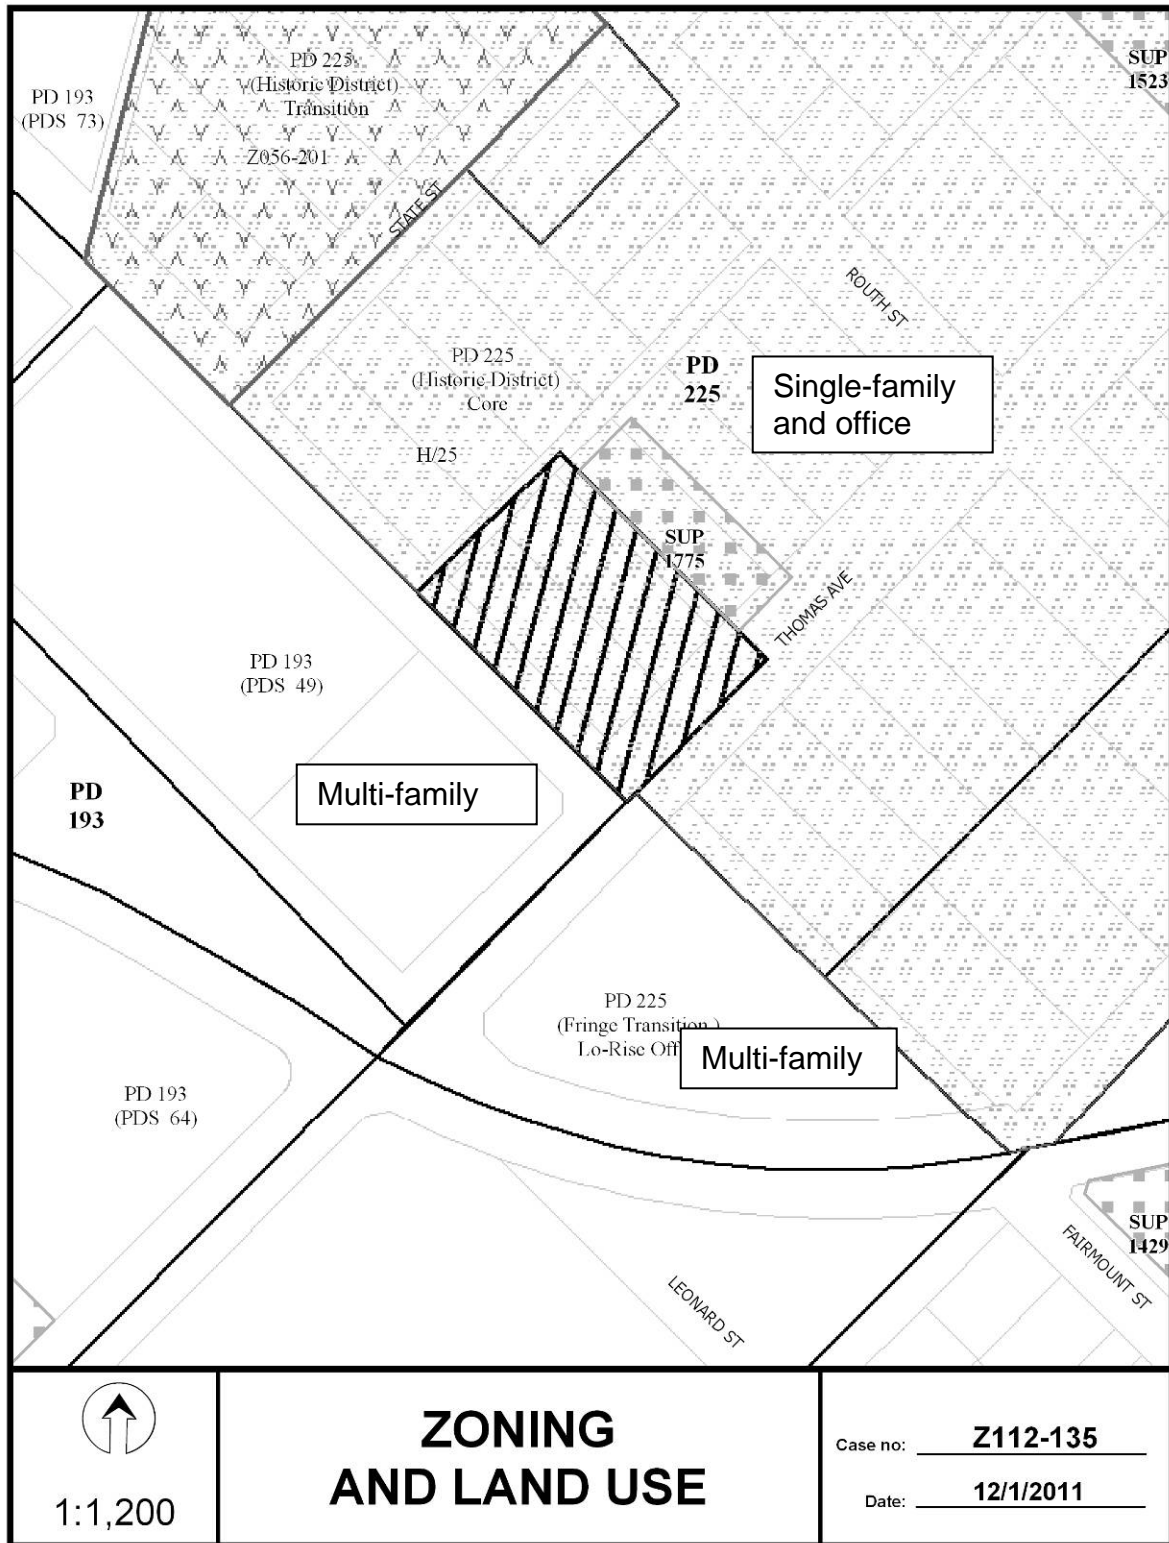 PD 225
(Historic District)
Transition
Z056-201
PD 193
(PDS 73)
SUP
1523
STATE ST
ROUTH ST
PD 225
(Historic District)
Core
H/25
PD
225
Single-family
and office
SUP
1775
THOMAS AVE
PD 193
(PDS 49)
Multi-family
PD
193
PD 225
(Fringe Transition )
Lo-Rise Off
Multi-family
PD 193
(PDS 64)
SUP
1429
FAIRMOUNT ST
LEONARD ST
1:1,200
ZONING
AND LAND USE
Case no: Z112-135
Date: 12/1/2011